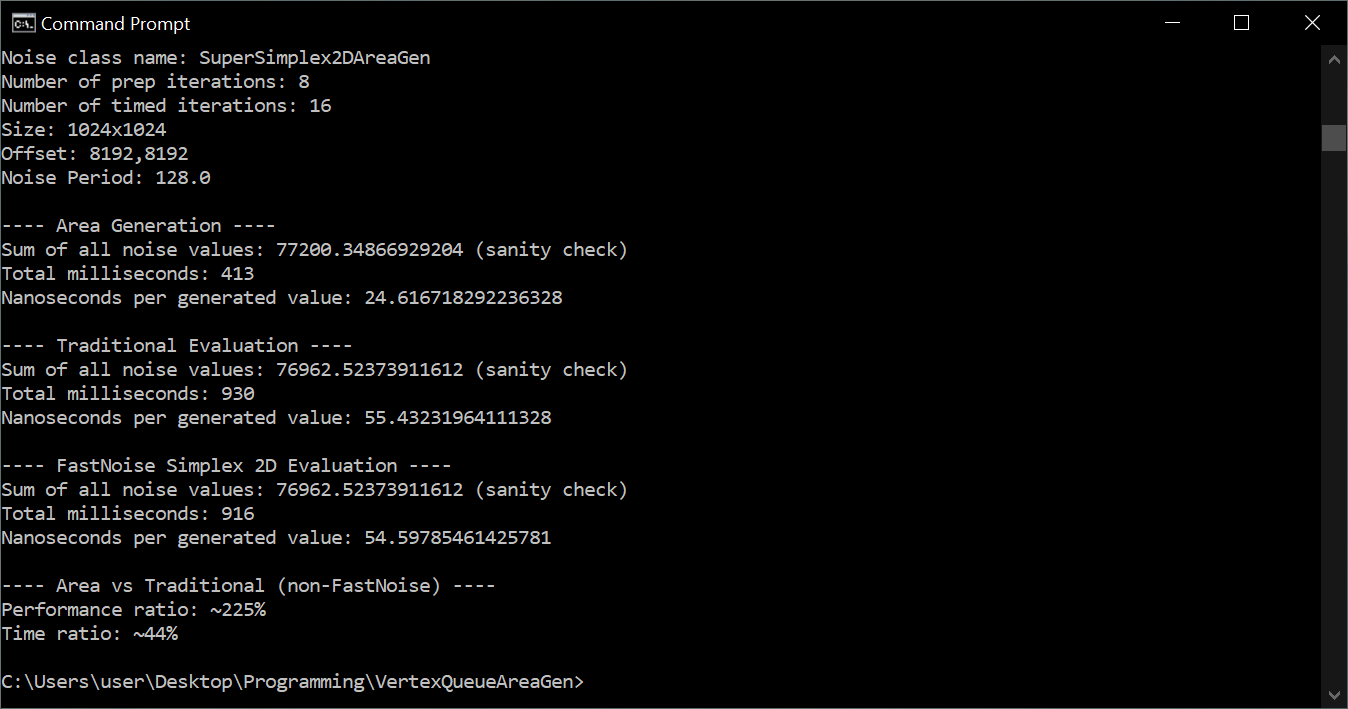 Command Prompt
Noise class name: SuperSimplex2DAreaGen
Number of prep iterations: 8
Number of timed iterations: 16
Size: 1024x1024
Offset: 8192,8192
Noise Period: 128.0
---- Area Generation ----
Sum of all noise values: 77200.34866929204 (sanity check)
Total milliseconds: 413
Nanoseconds per generated value: 24.616718292236328
---- Traditional Evaluation ----
Sum of all noise values: 76962.52373911612 (sanity check)
Total milliseconds: 930
Nanoseconds per generated value: 55.43231964111328
---- FastNoise Simplex 2D Evaluation ----
Sum of all noise values: 76962.52373911612 (sanity check)
Total milliseconds: 916
Nanoseconds per generated value: 54.59785461425781
---- Area vs Traditional (non-FastNoise) ----
Performance ratio: ~225%
Time ratio: ~44%
C:\Users\user\Desktop\Programming\VertexQueueAreaGen>